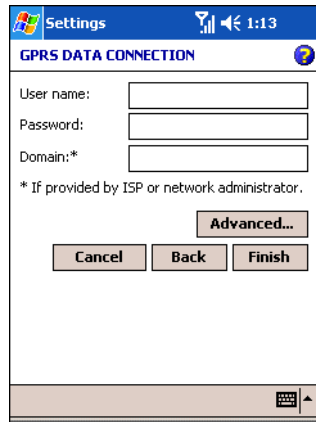 Settings 1:13
GPRS DATA CONNECTION
User name:
Password:
Domain:*
* If provided by ISP or network administrator.
Advanced...
Cancel Back Finish